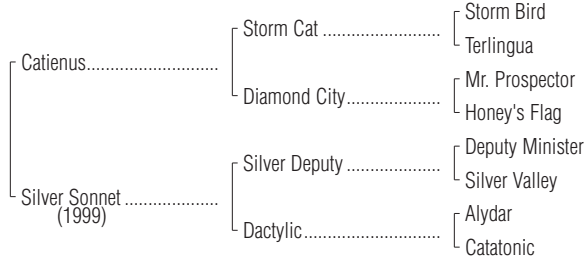 Storm Bird
Storm Cat ........................
Terlingua
Catienus...........................
Mr. Prospector
Diamond City...................
Honey's Flag
Deputy Minister
Silver Deputy ...................
Silver Valley
Silver Sonnet ...................
(1999)
Alydar
Dactylic............................
Catatonic